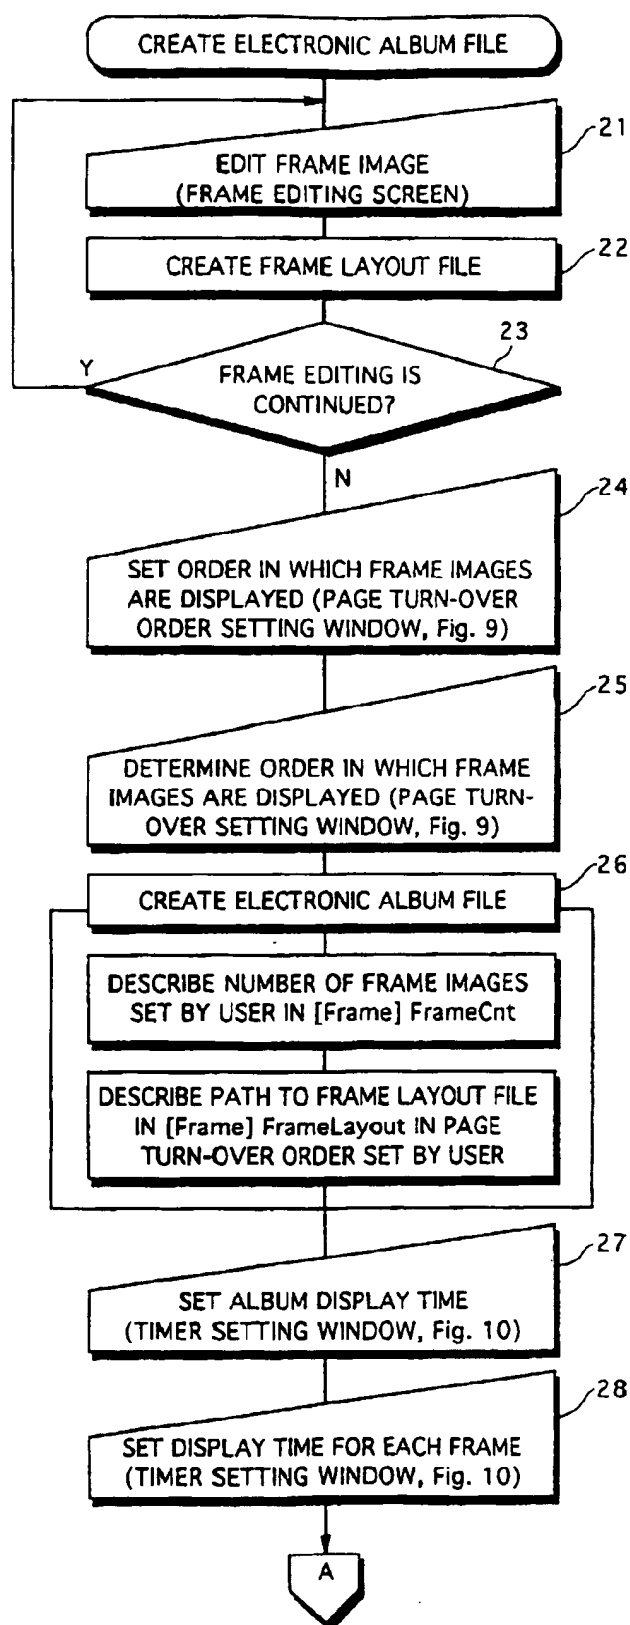 CREATE ELECTRONIC ALBUM FILE
21
EDIT FRAME IMAGE
(FRAME EDITING SCREEN)
22
CREATE FRAME LAYOUT FILE
23
Y
FRAME EDITING IS
CONTINUED?
N
24
SET ORDER IN WHICH FRAME IMAGES
ARE DISPLAYED (PAGE TURN-OVER
ORDER SETTING WINDOW, Fig. 9)
25
DETERMINE ORDER IN WHICH FRAME
IMAGES ARE DISPLAYED (PAGE TURN-
OVER SETTING WINDOW, Fig. 9)
26
CREATE ELECTRONIC ALBUM FILE
DESCRIBE NUMBER OF FRAME IMAGES
SET BY USER IN [Frame] FrameCnt
DESCRIBE PATH TO FRAME LAYOUT FILE
IN [Frame] FrameLayout IN PAGE
TURN-OVER ORDER SET BY USER
27
SET ALBUM DISPLAY TIME
(TIMER SETTING WINDOW, Fig. 10)
28
SET DISPLAY TIME FOR EACH FRAME
(TIMER SETTING WINDOW, Fig. 10)
A